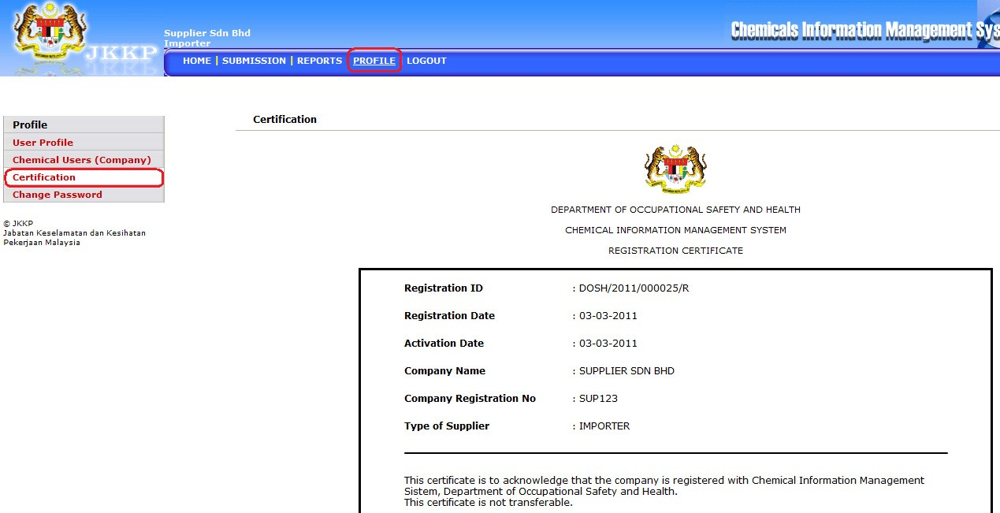 JKKP
Supplier Sdn Bhd
Importer
Chemicals Information Management Sys
HOME | SUBMISSION | REPORTS PROFILE LOGOUT
Profile
User Profile
Chemical Users (Company)
Certification
Change Password
© JKKP
Jabatan Keselamatan dan Kesihatan
Pekerjaan Malaysia
Certification
DEPARTMENT OF OCCUPATIONAL SAFETY AND HEALTH
CHEMICAL INFORMATION MANAGEMENT SYSTEM
REGISTRATION CERTIFICATE
Registration ID : DOSH/2011/000025/R
Registration Date : 03-03-2011
Activation Date : 03-03-2011
Company Name : SUPPLIER SDN BHD
Company Registration No : SUP123
Type of Supplier : IMPORTER
This certificate is to acknowledge that the company is registered with Chemical Information Management
Sistem, Department of Occupational Safety and Health.
This certificate is not transferable.